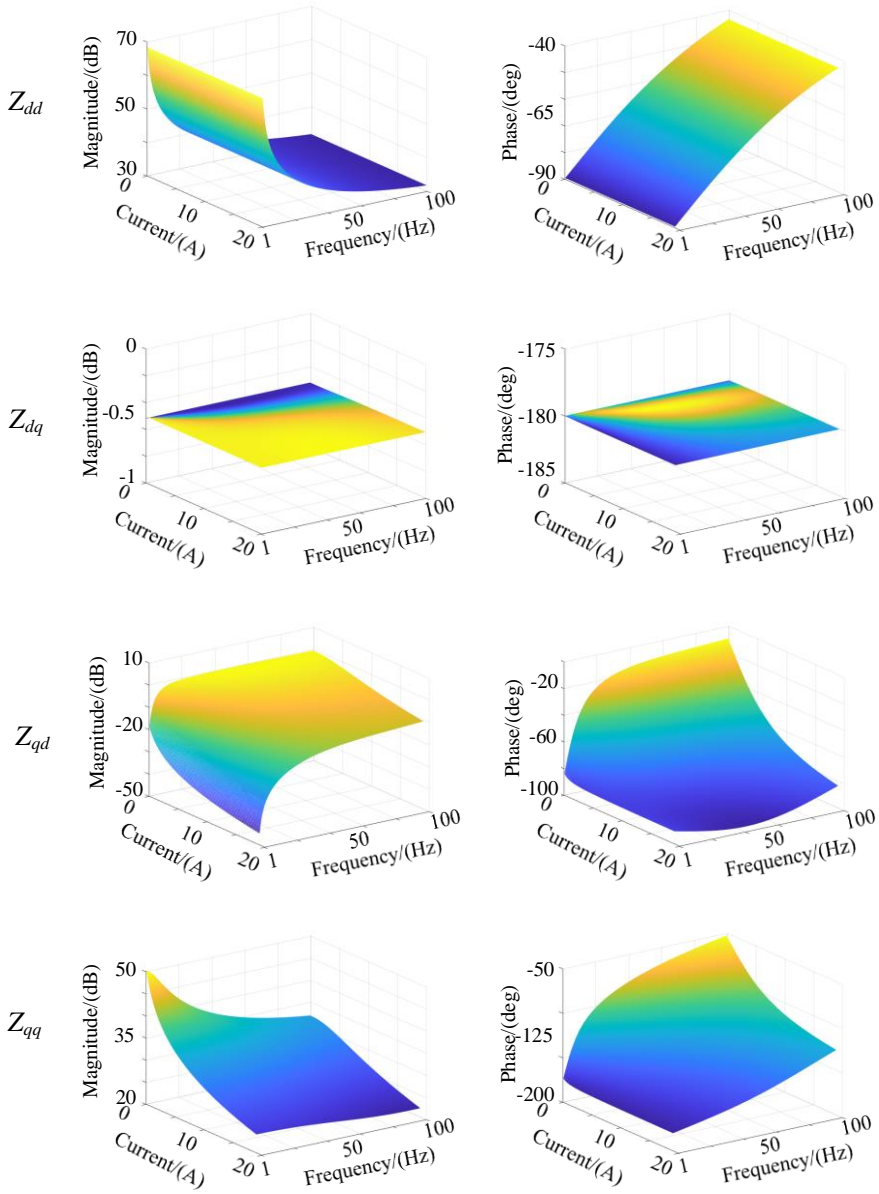 Z_dd
Magnitude/(dB)
70
50
30
0
10
20
Current/(A)
1
50
100
Frequency/(Hz)
Phase/(deg)
-40
-65
-90
0
10
20
Current/(A)
1
50
100
Frequency/(Hz)
Z_dq
Magnitude/(dB)
0
-0.5
-1
0
10
20
Current/(A)
1
50
100
Frequency/(Hz)
Phase/(deg)
-175
-180
-185
0
10
20
Current/(A)
1
50
100
Frequency/(Hz)
Z_qd
Magnitude/(dB)
10
-20
-50
0
10
20
Current/(A)
1
50
100
Frequency/(Hz)
Phase/(deg)
-20
-60
-100
0
10
20
Current/(A)
1
50
100
Frequency/(Hz)
Z_qq
Magnitude/(dB)
50
35
20
0
10
20
Current/(A)
1
50
100
Frequency/(Hz)
Phase/(deg)
-50
-125
-200
0
10
20
Current/(A)
1
50
100
Frequency/(Hz)